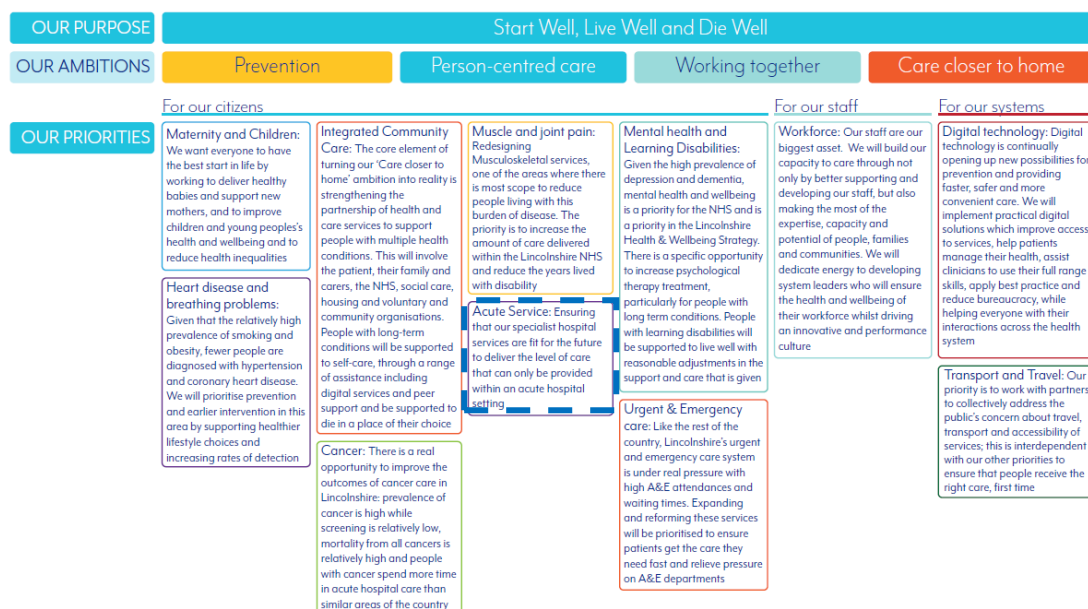 OUR PURPOSE
Start Well, Live Well and Die Well
OUR AMBITIONS
Prevention
Person-centred care
Working together
Care closer to home
For our citizens
For our staff
For our systems
OUR PRIORITIES
Maternity and Children:
We want everyone to have
the best start in life by
working to deliver healthy
babies and support new
mothers, and to improve
children and young peoples's
health and wellbeing and to
reduce health inequalities
Heart disease and
breathing problems:
Given that the relatively high
prevalence of smoking and
obesity, fewer people are
diagnosed with hypertension
and coronary heart disease.
We will prioritise prevention
and earlier intervention in this
area by supporting healthier
lifestyle choices and
increasing rates of detection
Integrated Community
Care: The core element of
turning our 'Care closer to
home' ambition into reality is
strengthening the
partnership of health and
care services to support
people with multiple health
conditions. This will involve
the patient, their family and
carers, the NHS, social care,
housing and voluntary and
community organisations.
People with long-term
conditions will be supported
to self-care, through a range
of assistance including
digital services and peer
support and be supported to
die in a place of their choice
Cancer: There is a real
opportunity to improve the
outcomes of cancer care in
Lincolnshire: prevalence of
cancer is high while
screening is relatively low,
mortality from all cancers is
relatively high and people
with cancer spend more time
in acute hospital care than
similar areas of the country
Muscle and joint pain:
Redesigning
Musculoskeletal services,
one of the areas where there
is most scope to reduce
people living with this
burden of disease. The
priority is to increase the
amount of care delivered
within the Lincolnshire NHS
and reduce the years lived
with disability
Acute Service: Ensuring
that our specialist hospital
services are fit for the future
to deliver the level of care
that can only be provided
within an acute hospital
setting
Mental health and
Learning Disabilities:
Given the high prevalence of
depression and dementia,
mental health and wellbeing
is a priority for the NHS and is
a priority in the Lincolnshire
Health & Wellbeing Strategy.
There is a specific opportunity
to increase psychological
therapy treatment,
particularly for people with
long term conditions. People
with learning disabilities will
be supported to live well with
reasonable adjustments in the
support and care that is given
Urgent & Emergency
care: Like the rest of the
country, Lincolnshire's urgent
and emergency care system
is under real pressure with
high A&E attendances and
waiting times. Expanding
and reforming these services
will be prioritised to ensure
patients get the care they
need fast and relieve pressure
on A&E departments
Workforce: Our staff are our
biggest asset. We will build our
capacity to care through not
only by better supporting and
developing our staff, but also
making the most of the
expertise, capacity and
potential of people, families
and communities. We will
dedicate energy to developing
system leaders who will ensure
the health and wellbeing of
their workforce whilst driving
an innovative and performance
culture
Digital technology: Digital
technology is continually
opening up new possibilities for
prevention and providing
faster, safer and more
convenient care. We will
implement practical digital
solutions which improve access
to services, help patients
manage their health, assist
clinicians to use their full range
skills, apply best practice and
reduce bureaucracy, while
helping everyone with their
interactions across the health
system
Transport and Travel: Our
priority is to work with partners
to collectively address the
public's concern about travel,
transport and accessibility of
services; this is interdependent
with our other priorities to
ensure that people receive the
right care, first time